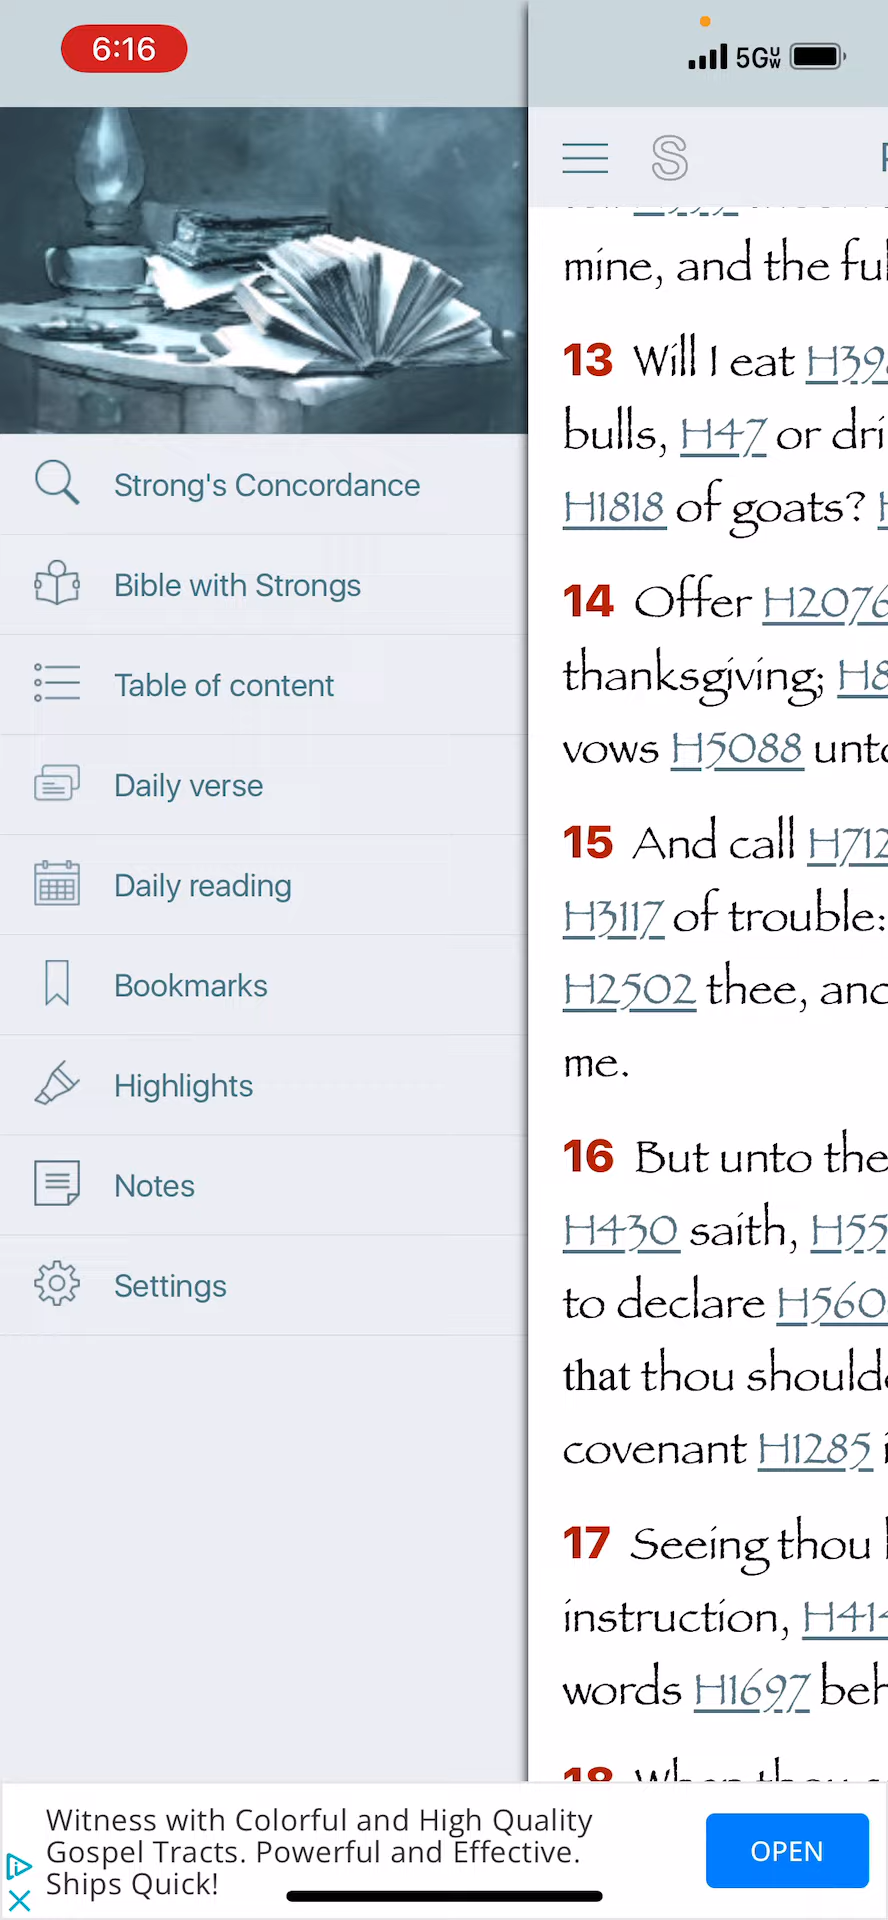 6:16
5G
S
mine, and the
13 Will I eat
bulls, H47 or
H1818 of goats?
14 Offer
thanksgiving;
vows H5088
15 And call
H3117 of trouble:
H2502 thee,
me.
16 But unto
H430 saith,
to declare
that thou
covenant H1285
17 Seeing thou
instruction,
words H1697
18 When thou
Strong's Concordance
Bible with Strongs
Table of content
Daily verse
Daily reading
Bookmarks
Highlights
Notes
Settings
Witness with Colorful and High Quality
Gospel Tracts. Powerful and Effective.
Ships Quick!
OPEN